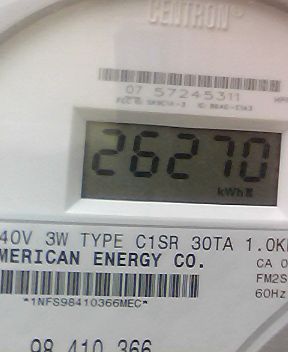 CENTRON®
07 57245311
26270
kWh
40V 3W TYPE C1SR 30TA 1.0K
MERICAN ENERGY CO.
CA 0
FM2S
60Hz
*1NFS98410366MEC*
98 410 366